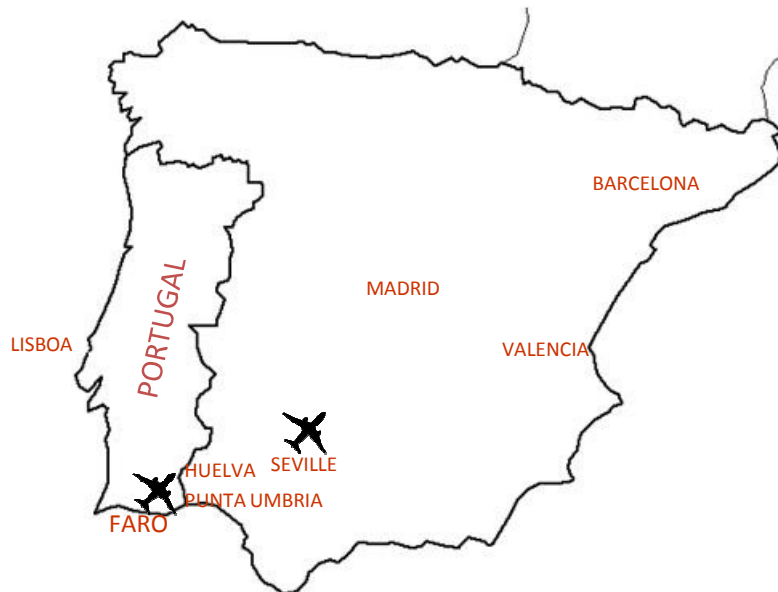 BARCELONA
MADRID
PORTUGAL
LISBOA
VALENCIA
HUELVA
SEVILLE
PUNTA UMBRIA
FARO